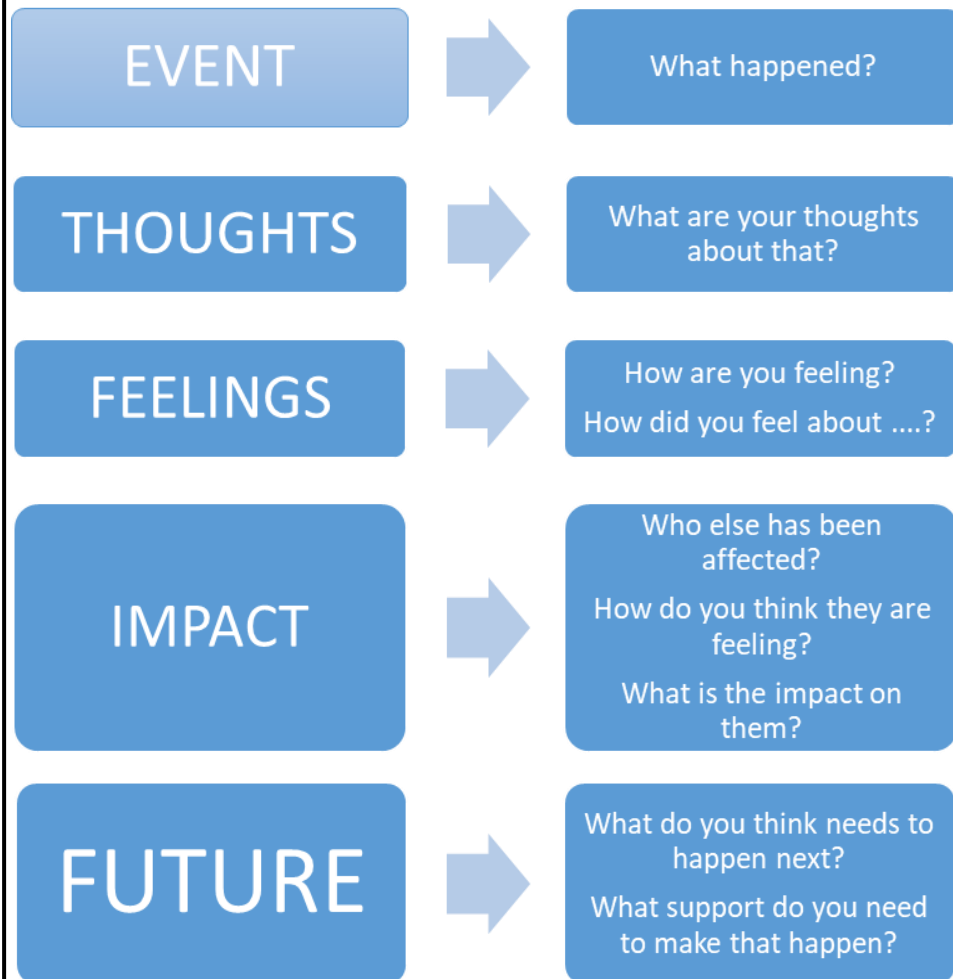 EVENT
What happened?
THOUGHTS
What are your thoughts
about that?
FEELINGS
How are you feeling?
How did you feel about ....?
IMPACT
Who else has been
affected?
How do you think they are
feeling?
What is the impact on
them?
FUTURE
What do you think needs to
happen next?
What support do you need
to make that happen?